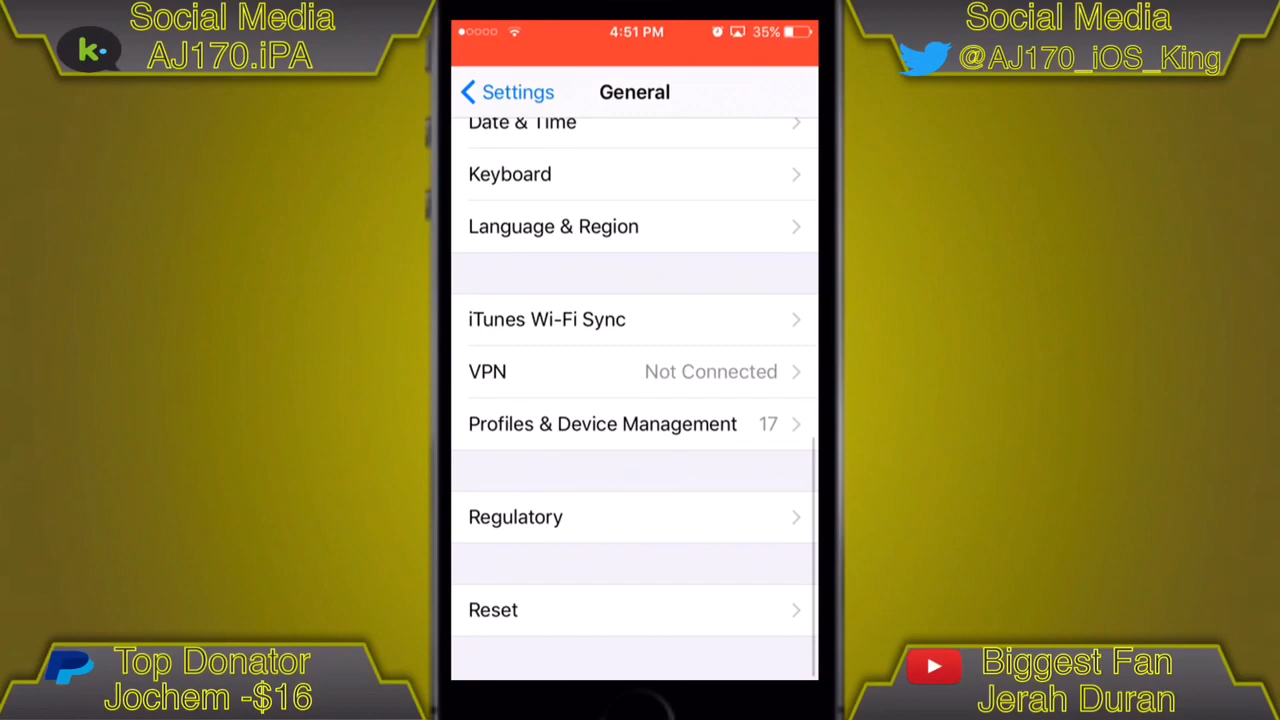 Social Media
k.
AJ170.iPA
Social Media
@AJ170_iOS_King
4:51 PM
35%
Settings
General
Date & Time
Keyboard
Language & Region
iTunes Wi-Fi Sync
VPN Not Connected
Profiles & Device Management 17
Regulatory
Reset
Top Donator
Jochem -$16
Biggest Fan
Jerah Duran